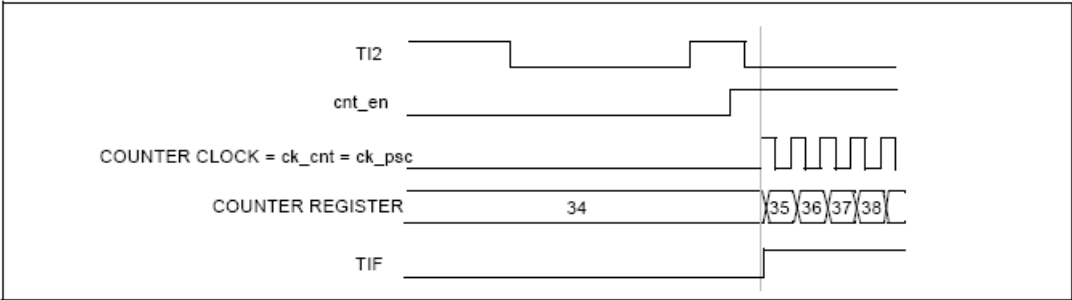 TI2
cnt_en
COUNTER CLOCK = ck_cnt = ck_psc
COUNTER REGISTER 34 35 36 37 38
TIF